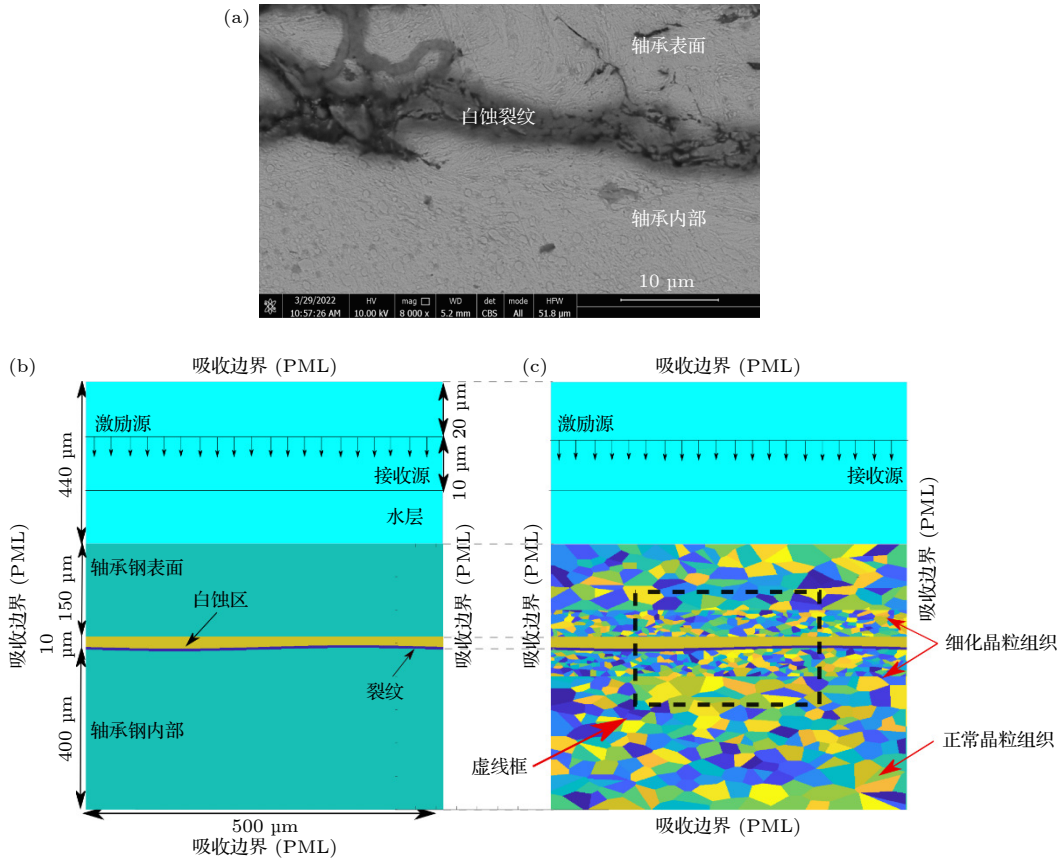 (a)
轴承表面
白蚀裂纹
轴承内部
10 µm
3/29/2022 HV mag WD det mode HFW
10:57:26 AM 10.00 kV 8 000 x 5.2 mm CBS All 51.8 µm
(b)
吸收边界 (PML)
激励源
接收源
水层
轴承钢表面
白蚀区
裂纹
轴承钢内部
440 µm
150 µm
10 µm
400 µm
20 µm
10 µm
吸收边界 (PML)
吸收边界 (PML)
500 µm
吸收边界 (PML)
(c)
吸收边界 (PML)
激励源
接收源
吸收边界 (PML)
吸收边界 (PML)
细化晶粒组织
正常晶粒组织
虚线框
吸收边界 (PML)